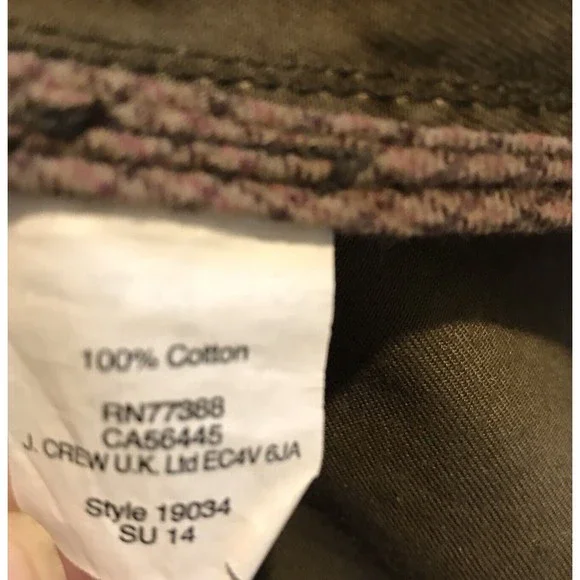 100% Cotton
RN77388
CA56445
J. CREW U.K. Ltd EC4V 6JA
Style 19034
SU 14